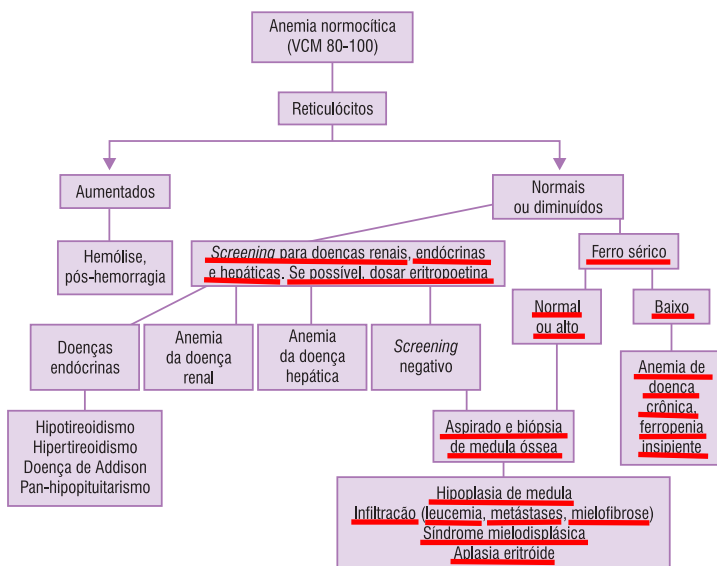 Anemia normocítica
(VCM 80-100)
Reticulócitos
Aumentados
Normais
ou diminuídos
Hemólise,
pós-hemorragia
Screening para doenças renais, endócrinas
e hepáticas. Se possível, dosar eritropoetina
Ferro sérico
Normal
ou alto
Baixo
Doenças
endócrinas
Anemia
da doença
renal
Anemia
da doença
hepática
Screening
negativo
Anemia de
doença
crônica,
ferropenia
insipiente
Hipotireoidismo
Hipertireoidismo
Doença de Addison
Pan-hipopituitarismo
Aspirado e biópsia
de medula óssea
Hipoplasia de medula
Infiltração (leucemia, metástases, mielofibrose)
Síndrome mielodisplásica
Aplasia eritróide